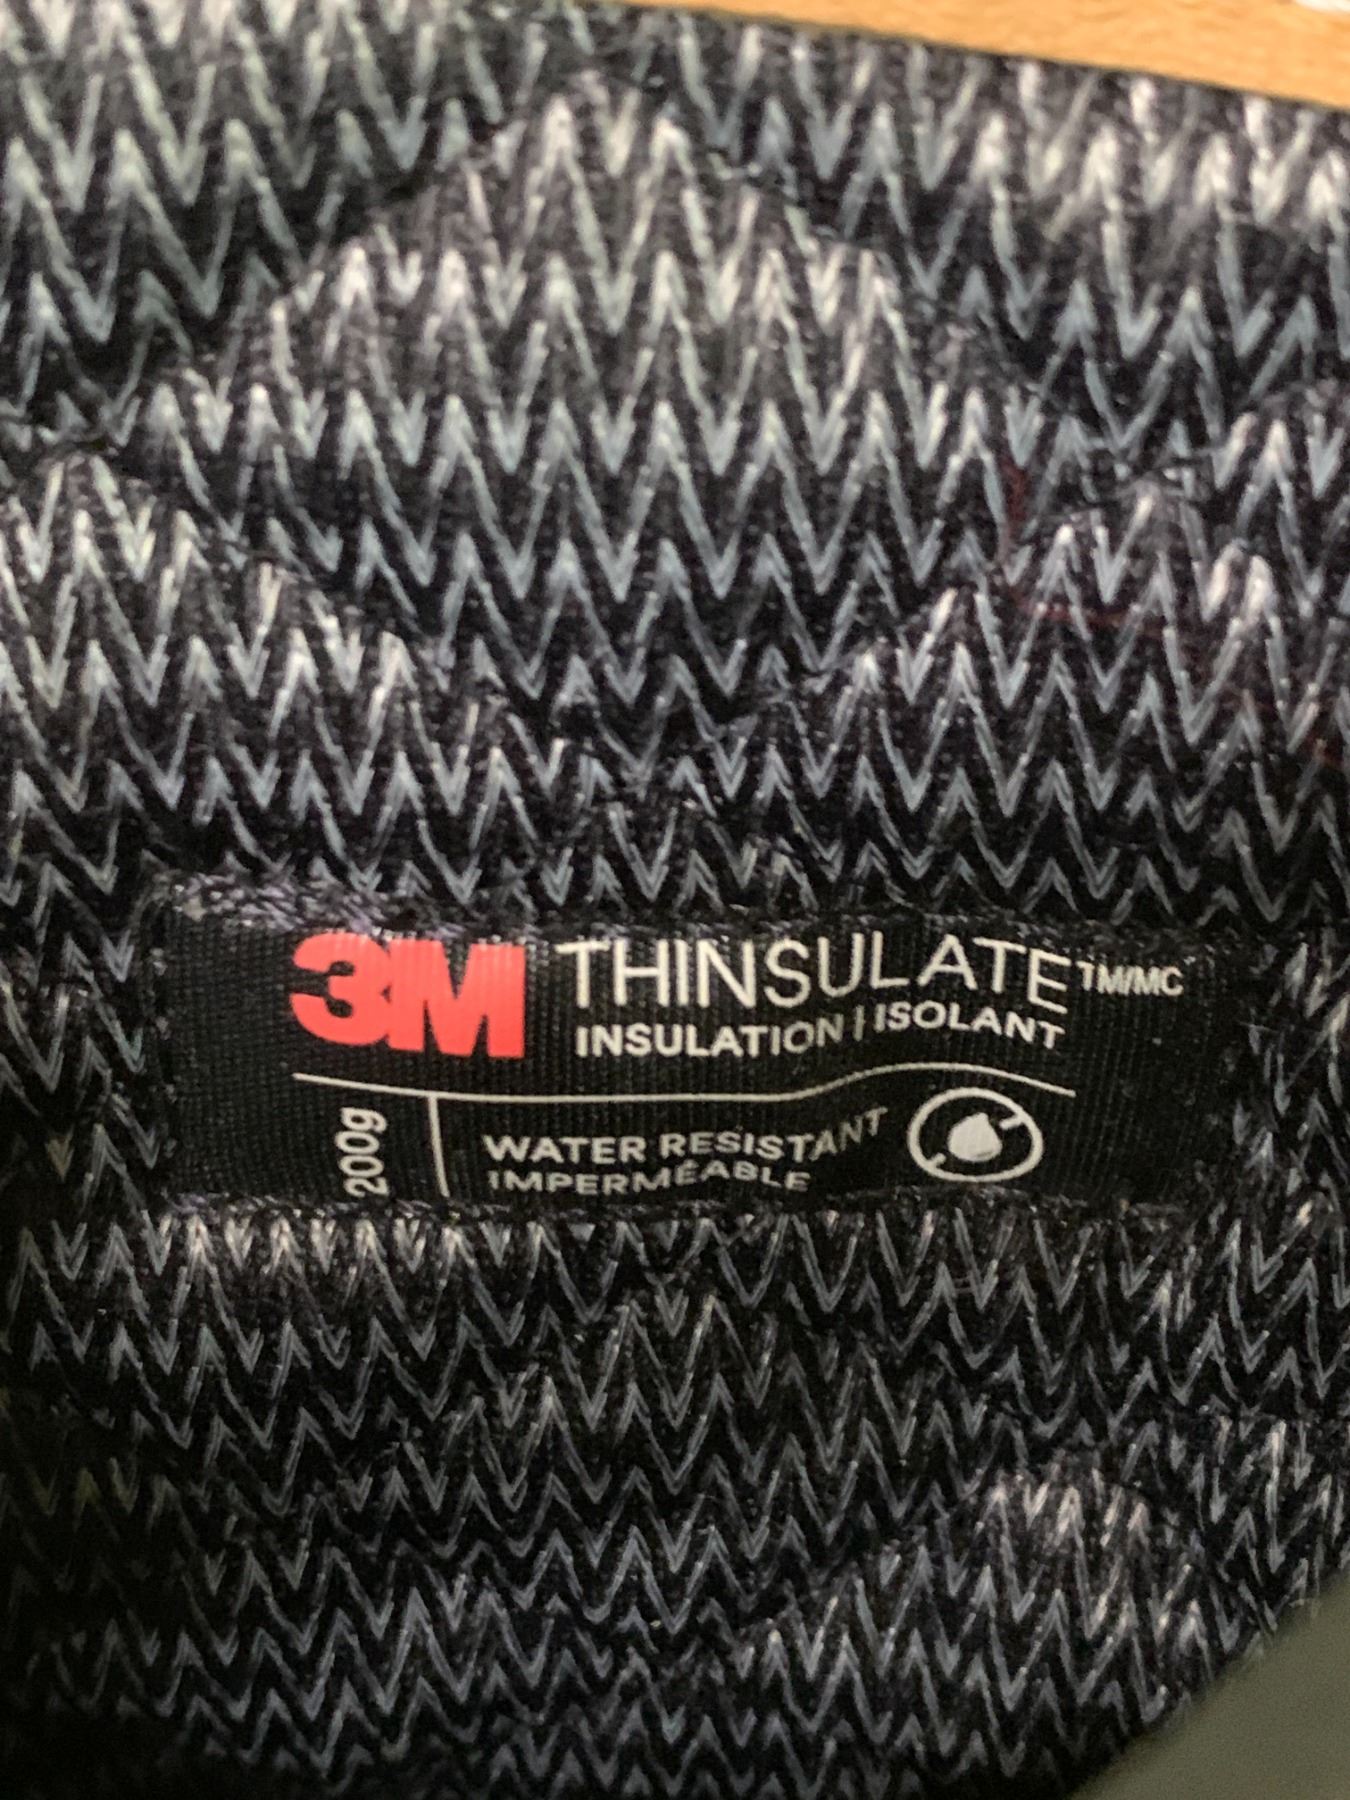 3M THINSULATE™/MC
INSULATION | ISOLANT
200g
WATER RESISTANT
IMPERMÉABLE